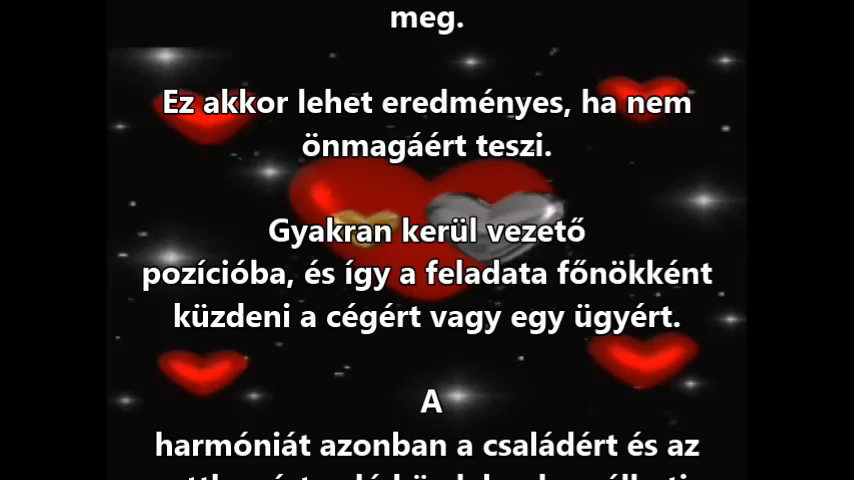 meg.
Ez akkor lehet eredményes, ha nem
önmagáért teszi.
Gyakran kerül vezető
pozícióba, és így a feladata főnökként
küzdeni a cégért vagy egy ügyért.
A
harmóniát azonban a családért és az